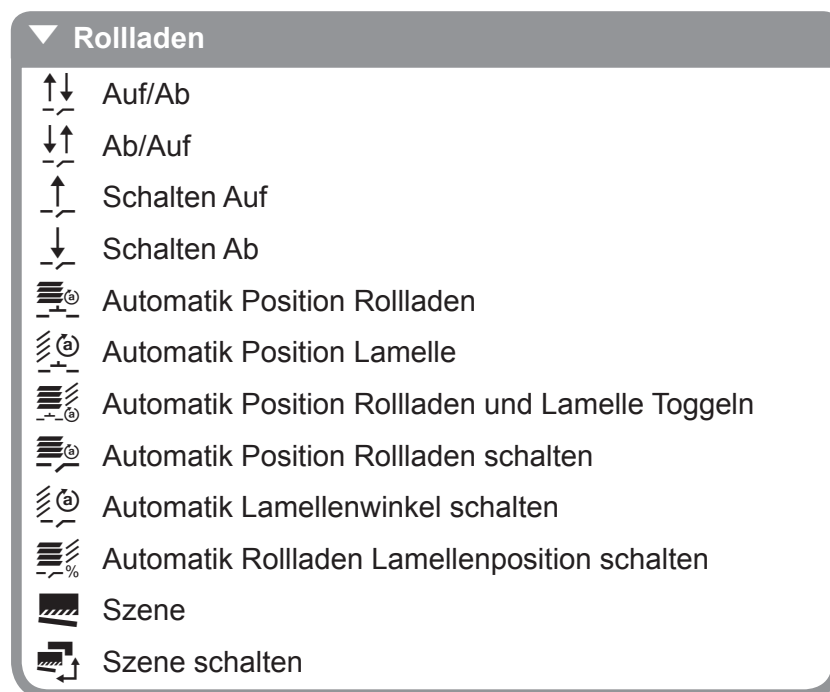 Rollladen
Auf/Ab
Ab/Auf
Schalten Auf
Schalten Ab
a Automatik Position Rollladen
a Automatik Position Lamelle
a Automatik Position Rollladen und Lamelle Toggeln
a Automatik Position Rollladen schalten
a Automatik Lamellenwinkel schalten
% Automatik Rollladen Lamellenposition schalten
Szene
Szene schalten